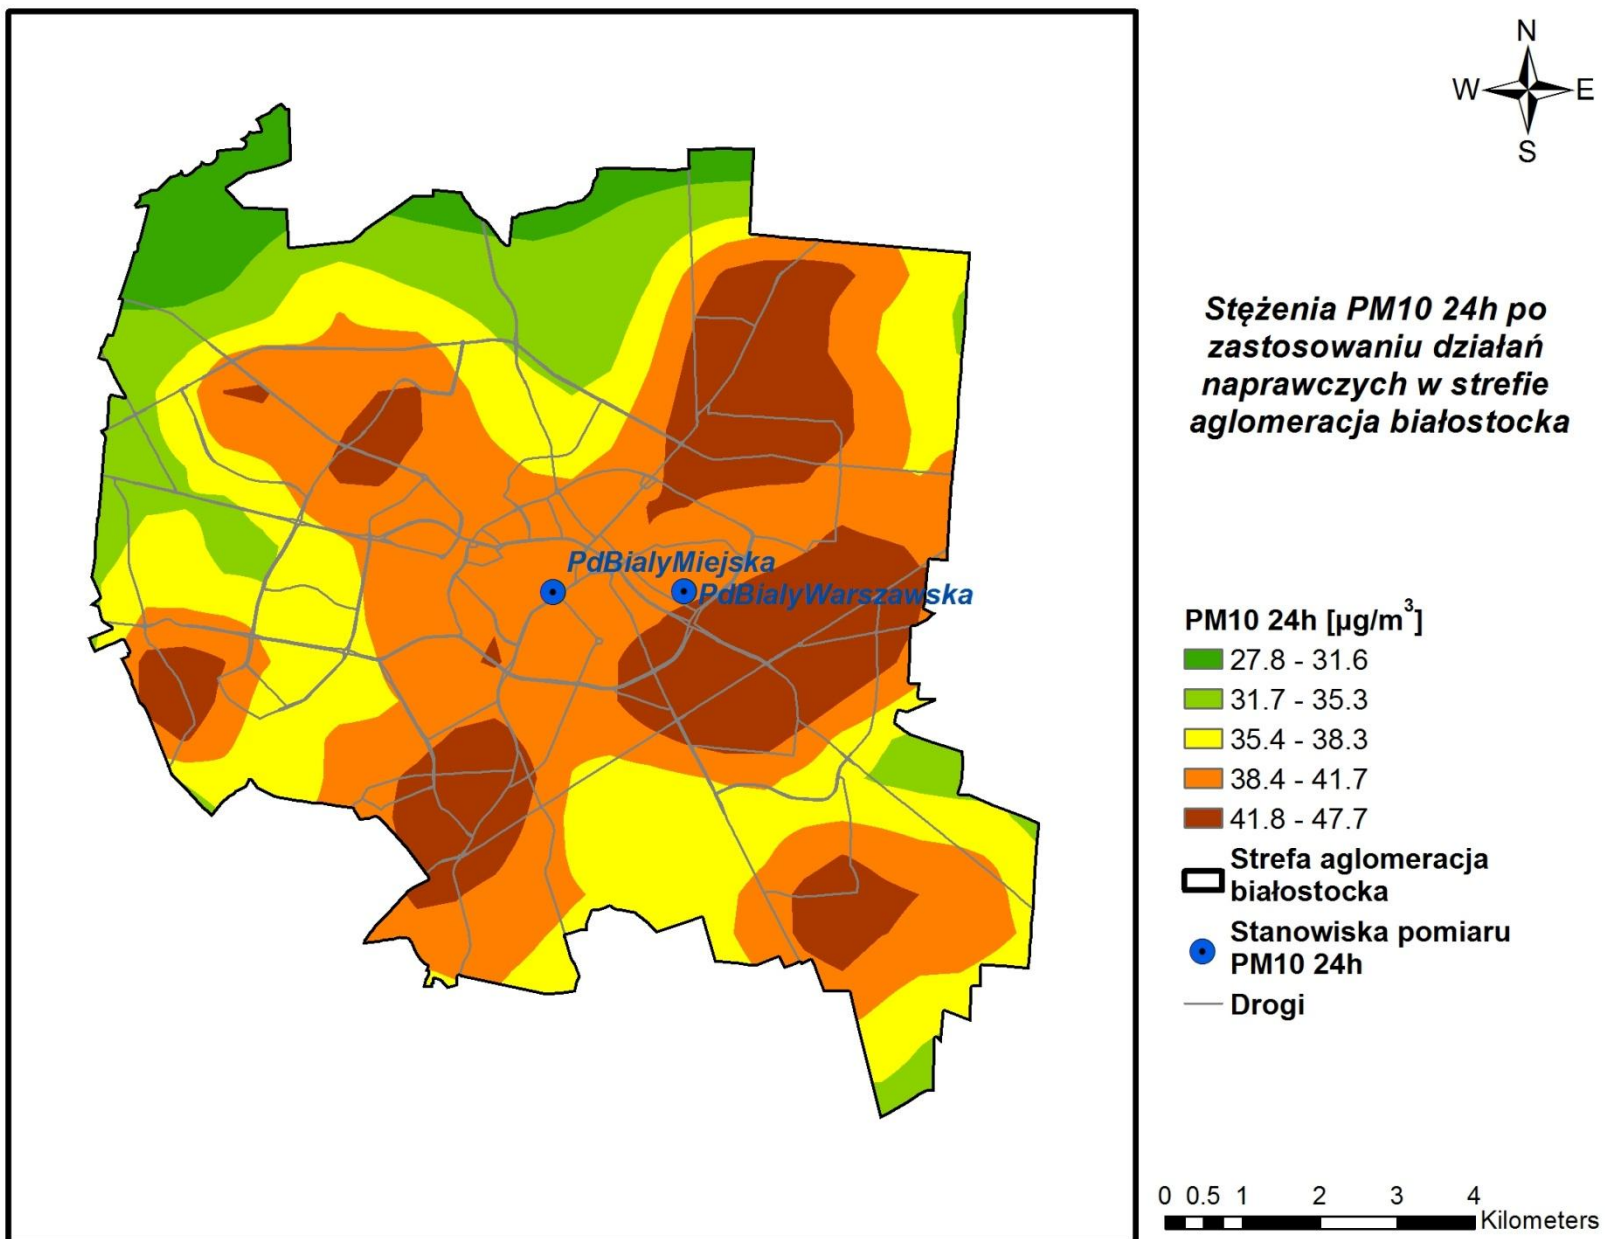 N
W E
S
Stężenia PM10 24h po
zastosowaniu działań
naprawczych w strefie
aglomeracja białostocka
PdBialyMiejska
PdBialyWarszawska
PM10 24h [µg/m³]
27.8 - 31.6
31.7 - 35.3
35.4 - 38.3
38.4 - 41.7
41.8 - 47.7
Strefa aglomeracja
białostocka
Stanowiska pomiaru
PM10 24h
Drogi
0 0.5 1 2 3 4
Kilometers